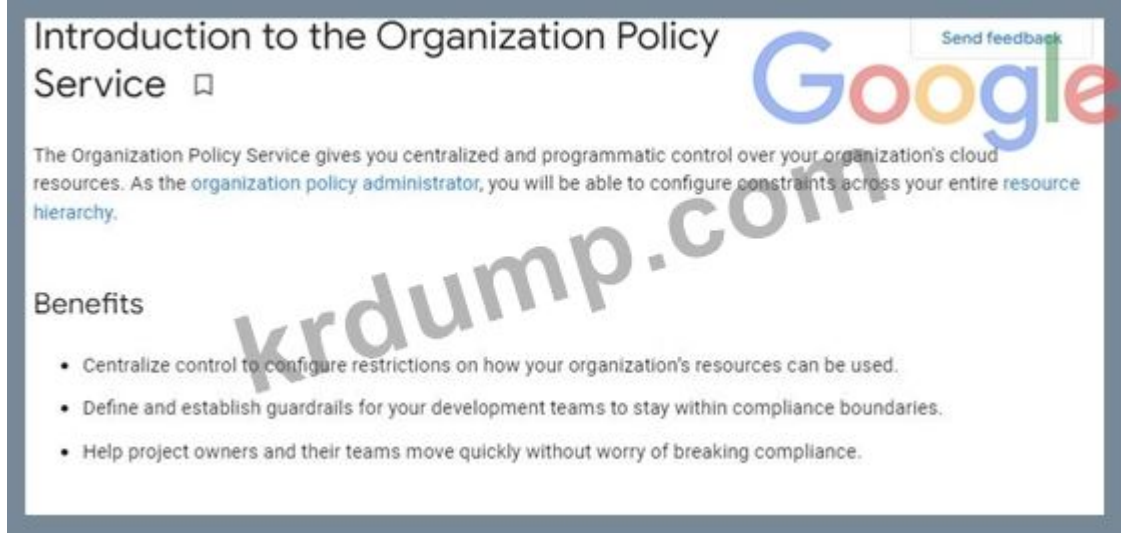 Introduction to the Organization Policy
Service
Send feedback
Google
The Organization Policy Service gives you centralized and programmatic control over your organization's cloud
resources. As the organization policy administrator, you will be able to configure constraints across your entire resource
hierarchy.
krdump.com
Benefits
• Centralize control to configure restrictions on how your organization's resources can be used.
• Define and establish guardrails for your development teams to stay within compliance boundaries.
• Help project owners and their teams move quickly without worry of breaking compliance.